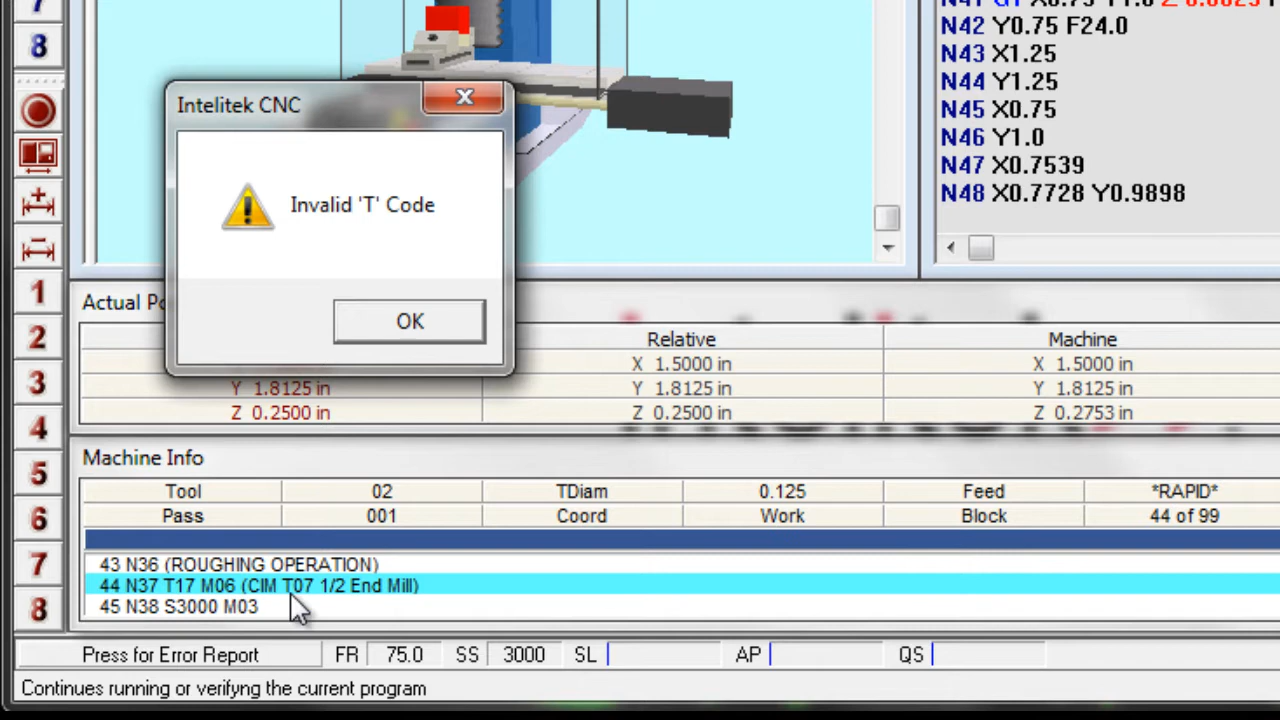 7
8
N42 Y0.75 F24.0
N43 X1.25
N44 Y1.25
N45 X0.75
N46 Y1.0
N47 X0.7539
N48 X0.7728 Y0.9898
Intelitek CNC
Invalid 'T' Code
OK
1
2
3
4
5
6
7
8
Actual Po
Relative
Machine
X 1.5000 in
X 1.5000 in
Y 1.8125 in
Y 1.8125 in
Y 1.8125 in
Z 0.2500 in
Z 0.2500 in
Z 0.2753 in
Machine Info
Tool 02 TDiam 0.125 Feed *RAPID*
Pass 001 Coord Work Block 44 of 99
43 N36 (ROUGHING OPERATION)
44 N37 T17 M06 (CIM T07 1/2 End Mill)
45 N38 S3000 M03
Press for Error Report FR 75.0 SS 3000 SL AP QS
Continues running or verifyng the current program